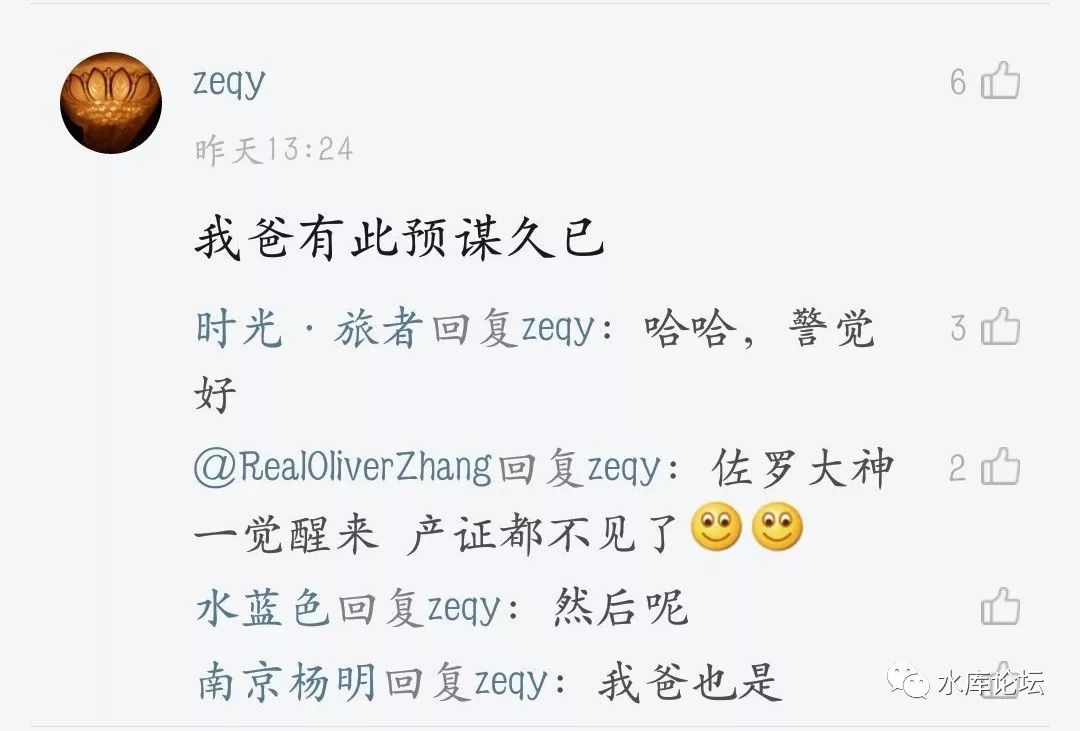 zeqy
6
昨天13:24
我爸有此预谋久已
时光·旅者回复zeqy：哈哈，警觉
3
好
@RealOliverZhang回复zeqy：佐罗大神
2
一觉醒来 产证都不见了
水蓝色回复zeqy：然后呢
南京杨明回复zeqy：我爸也是
水库论坛